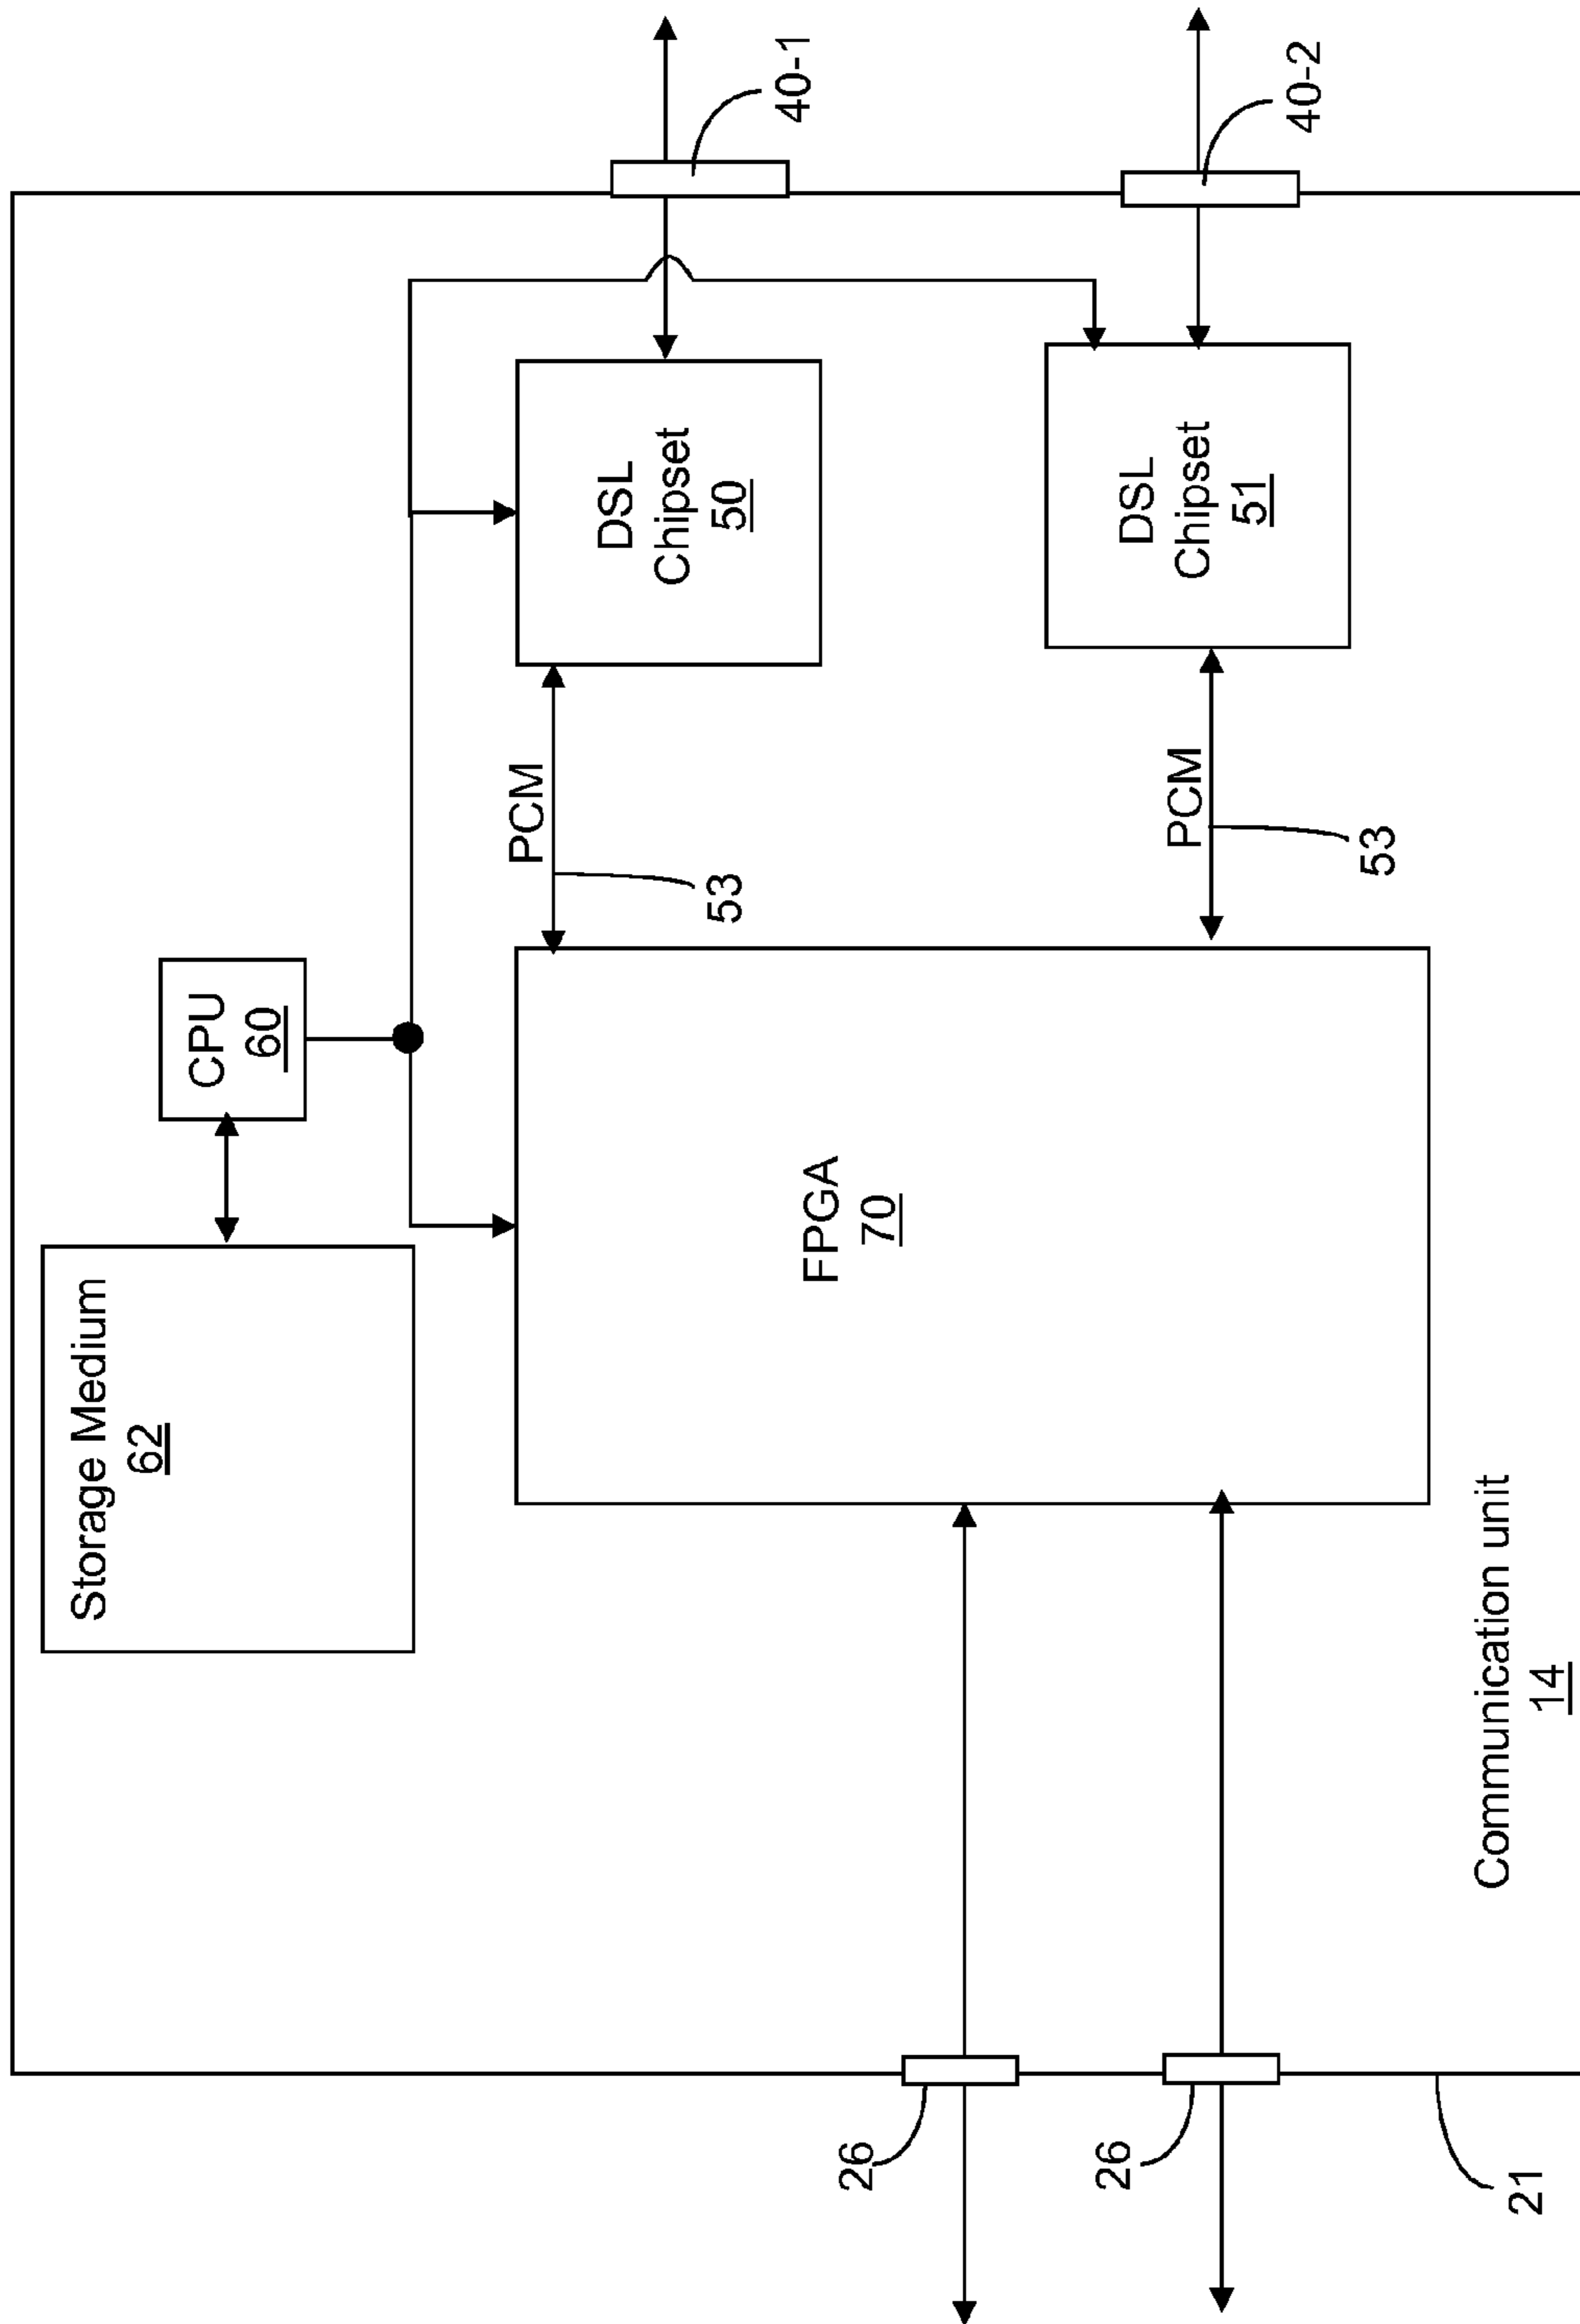 Storage Medium
62
CPU
60
40-1
DSL
Chipset
50
PCM
53
FPGA
70
26
40-2
DSL
Chipset
51
PCM
53
26
21
Communication unit
14